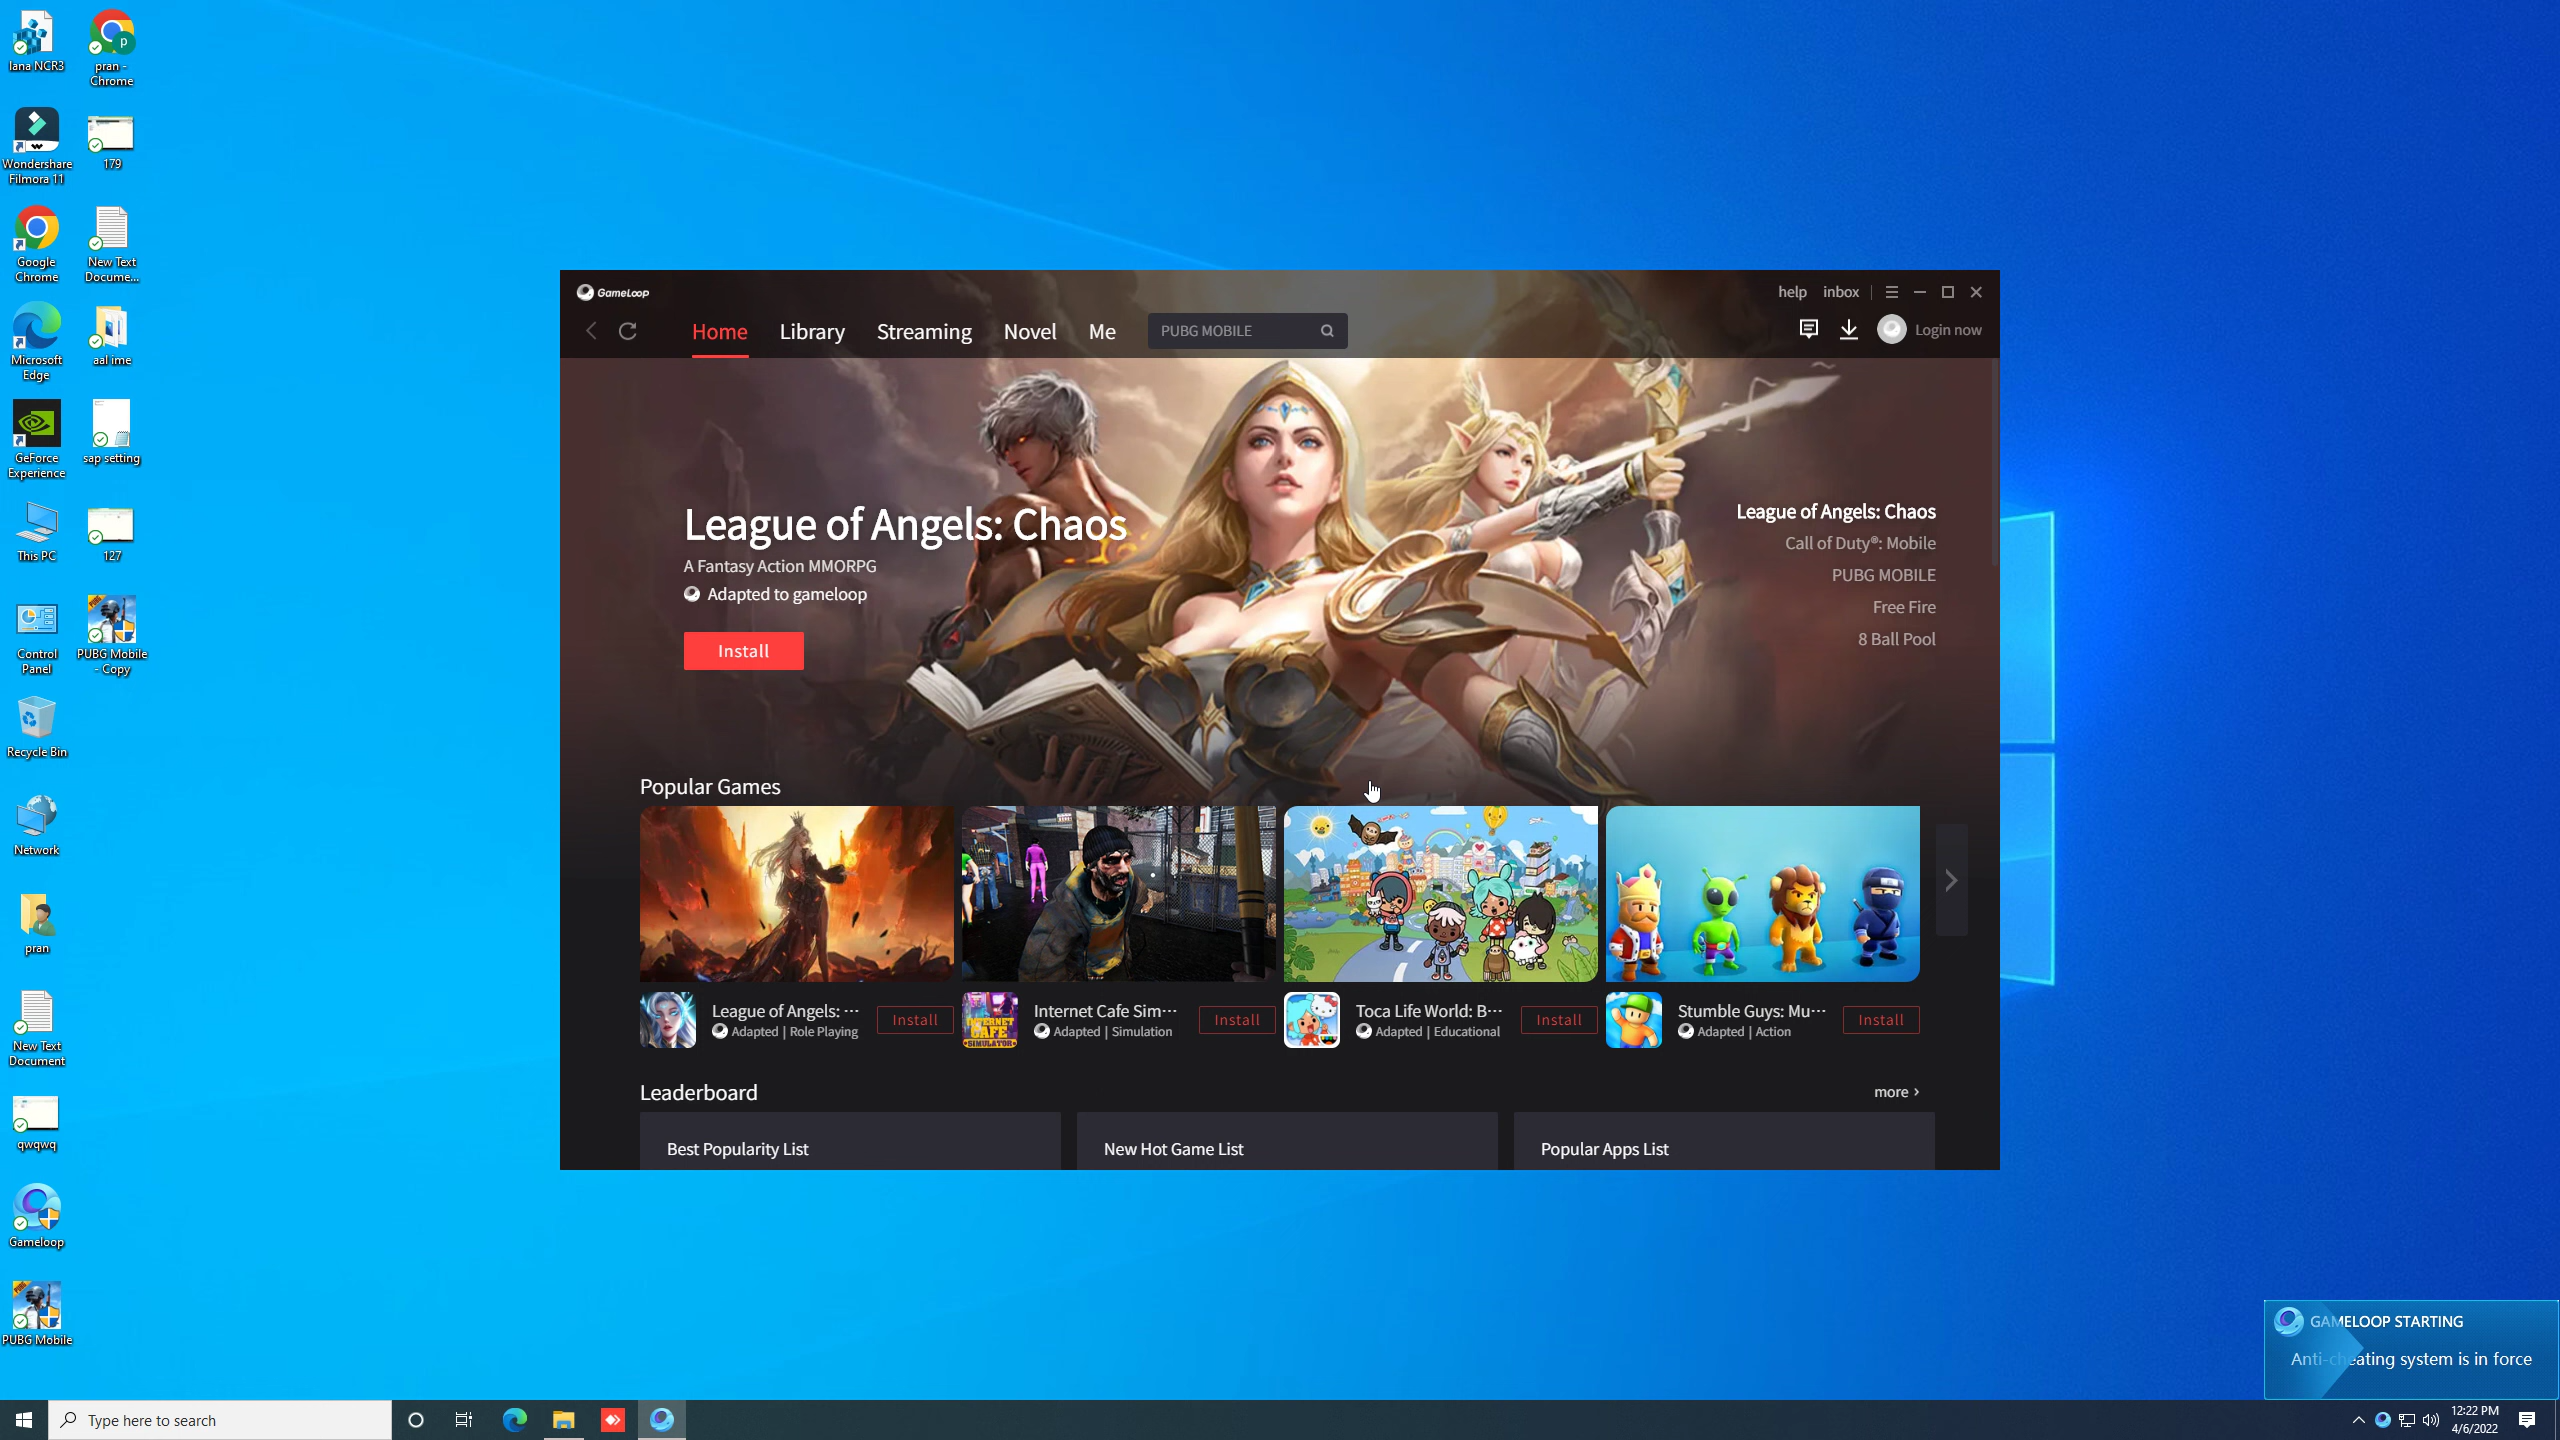 Iana NCR3
pran -
Chrome
Wondershare
Filmora 11
179
Google
Chrome
New Text
Docume...
Microsoft
Edge
aal ime
GeForce
Experience
sap setting
This PC
127
Control
Panel
PUBG Mobile
- Copy
Recycle Bin
Network
pran
New Text
Document
qwqwq
Gameloop
PUBG Mobile
GameLoop
help
inbox
Home
Library
Streaming
Novel
Me
PUBG MOBILE
Login now
League of Angels: Chaos
A Fantasy Action MMORPG
Adapted to gameloop
Install
League of Angels: Chaos
Call of Duty®: Mobile
PUBG MOBILE
Free Fire
8 Ball Pool
Popular Games
League of Angels: ···
Adapted | Role Playing
Install
INTERNET
CAFE
SIMULATOR
Internet Cafe Sim···
Adapted | Simulation
Install
Toca Life World: B···
Adapted | Educational
Install
Stumble Guys: Mu···
Adapted | Action
Install
Leaderboard
more ›
Best Popularity List
New Hot Game List
Popular Apps List
GAMELOOP STARTING
Anti-cheating system is in force
Type here to search
12:22 PM
4/6/2022